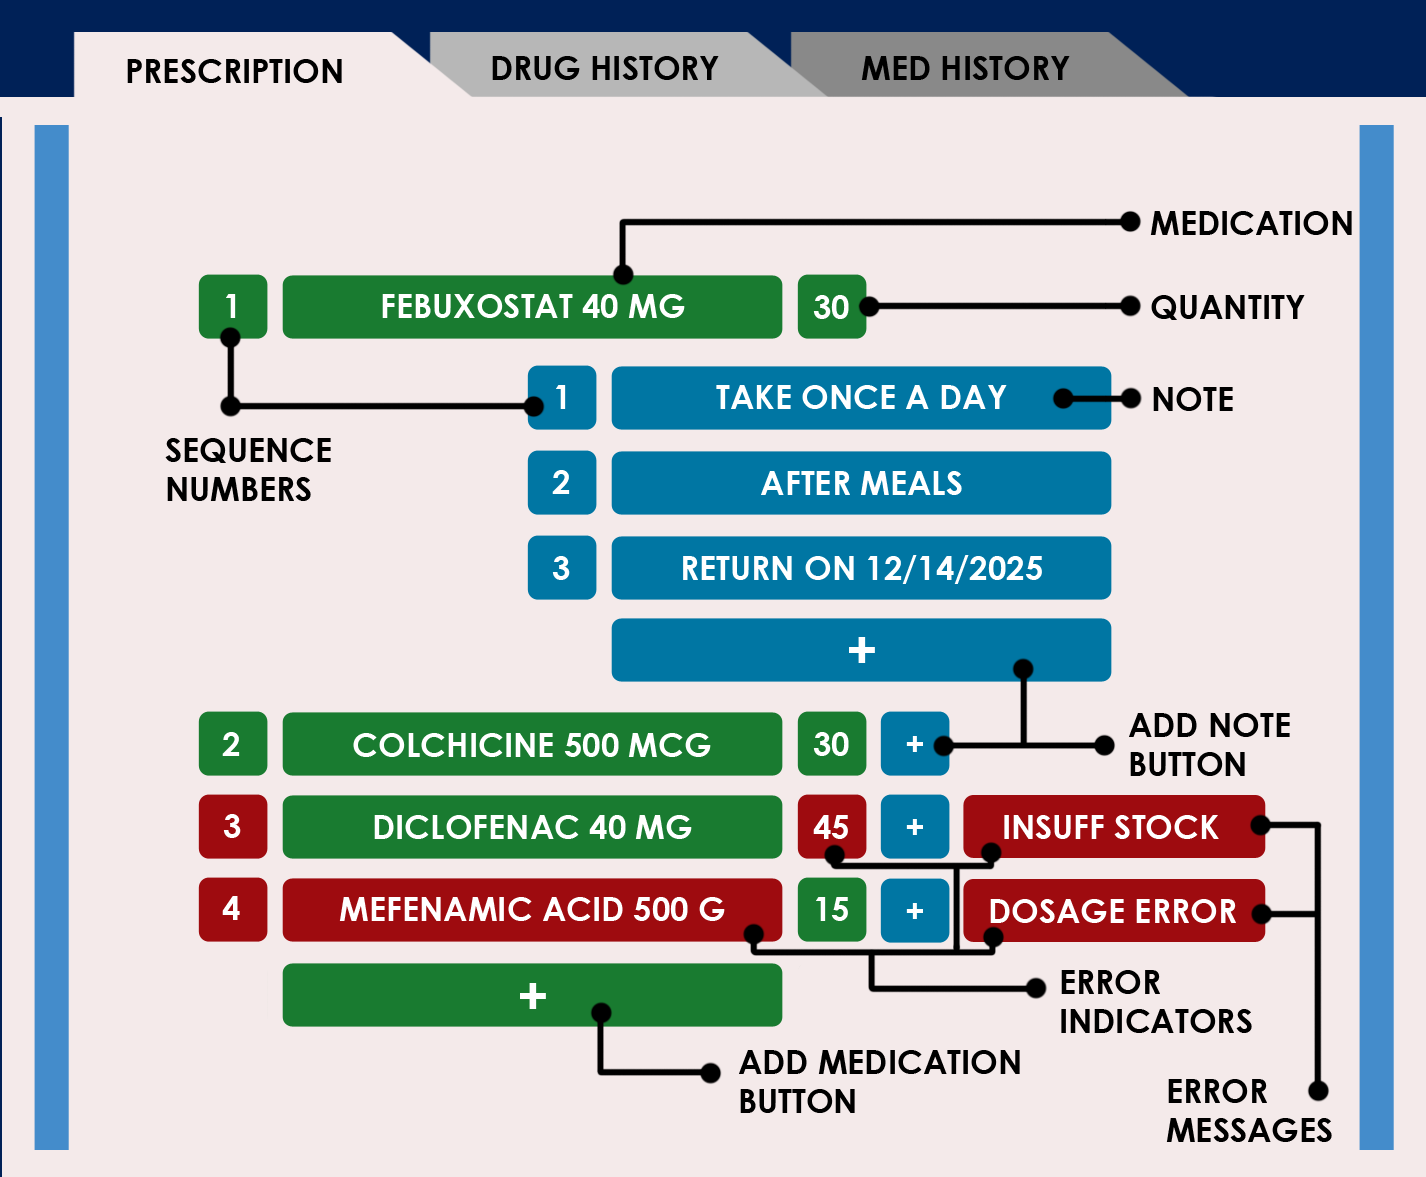 PRESCRIPTION DRUG HISTORY MED HISTORY
MEDICATION
1 FEBUXOSTAT 40 MG 30 QUANTITY
1 TAKE ONCE A DAY NOTE
SEQUENCE
NUMBERS
2 AFTER MEALS
3 RETURN ON 12/14/2025
+
ADD NOTE
BUTTON
2 COLCHICINE 500 MCG 30 +
3 DICLOFENAC 40 MG 45 + INSUFF STOCK
4 MEFENAMIC ACID 500 G 15 + DOSAGE ERROR
+
ERROR
INDICATORS
ADD MEDICATION
BUTTON
ERROR
MESSAGES